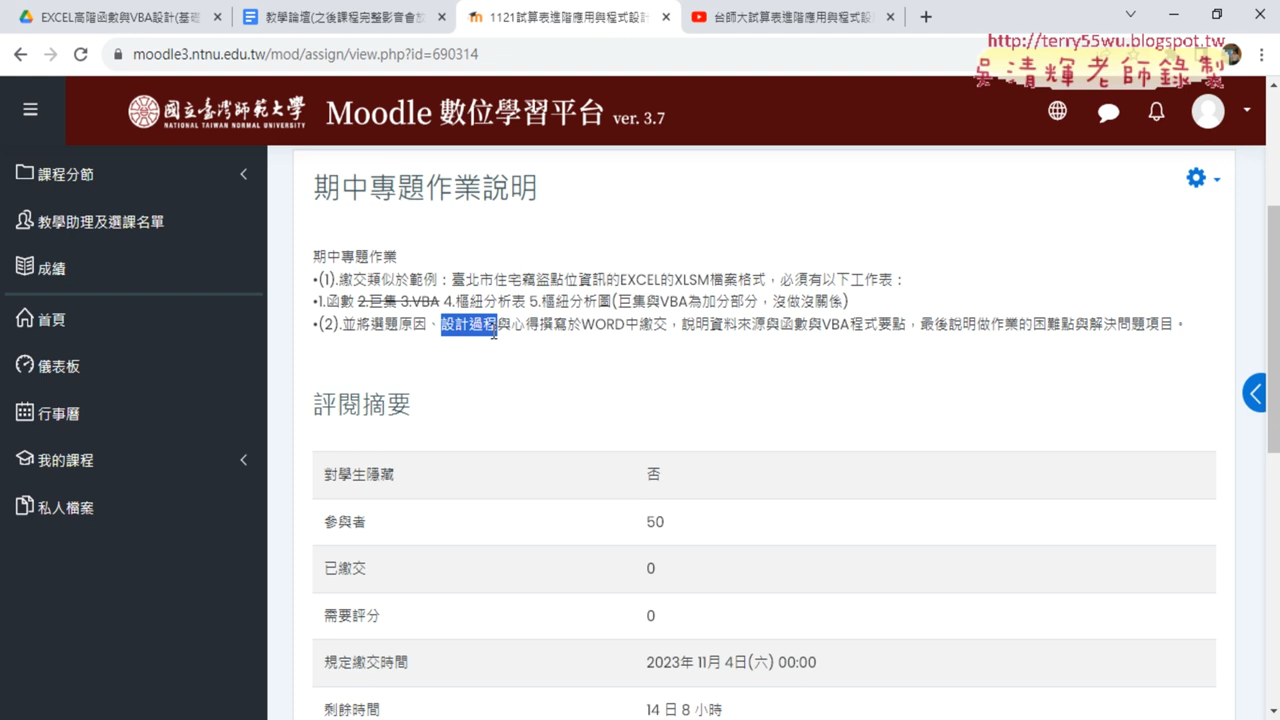 EXCEL高階函數與VBA設計(基礎
教學論壇(之後課程完整影音會放
1121試算表進階應用與程式設計
台師大試算表進階應用與程式設
moodle3.ntnu.edu.tw/mod/assign/view.php?id=690314
http://terry55wu.blogspot.tw
吳清輝老師錄製
國立臺灣師範大學
NATIONAL TAIWAN NORMAL UNIVERSITY
Moodle 數位學習平台 ver. 3.7
課程分節
教學助理及選課名單
成績
首頁
儀表板
行事曆
我的課程
私人檔案
期中專題作業說明
期中專題作業
•(1).繳交類似於範例：臺北市住宅竊盜點位資訊的EXCEL的XLSM檔案格式，必須有以下工作表：
•1.函數 2.巨集 3.VBA 4.樞紐分析表 5.樞紐分析圖(巨集與VBA為加分部分，沒做沒關係)
•(2).並將選題原因、設計過程與心得撰寫於WORD中繳交，說明資料來源與函數與VBA程式要點，最後說明做作業的困難點與解決問題項目。
評閱摘要
對學生隱藏 否
參與者 50
已繳交 0
需要評分 0
規定繳交時間 2023年 11月 4日(六) 00:00
剩餘時間 14 日 8 小時